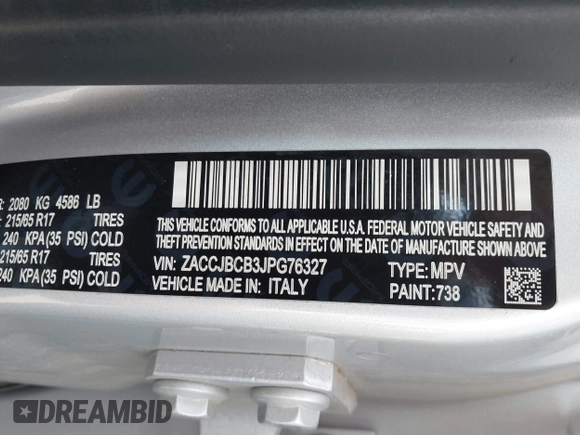 R: 2080 KG 4586 LB
: 215/65 R17 TIRES
240 KPA(35 PSI) COLD
215/65 R17 TIRES
240 KPA(35 PSI) COLD
THIS VEHICLE CONFORMS TO ALL APPLICABLE U.S.A. FEDERAL MOTOR VEHICLE SAFETY AND
THEFT PREVENTION STANDARDS IN EFFECT ON THE DATE OF MANUFACTURE SHOWN ABOVE
VIN: ZACCJBCB3JPG76327 TYPE: MPV
VEHICLE MADE IN: ITALY PAINT:738
DREAMBID